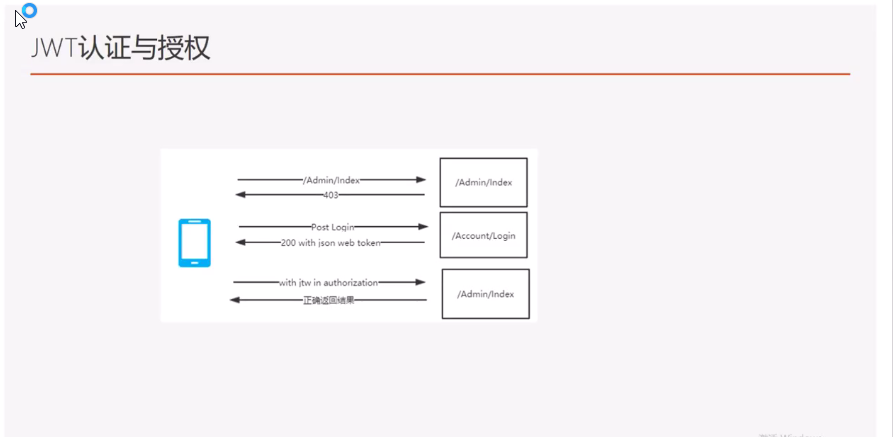 JWT认证与授权
/Admin/Index
/Admin/Index
403
Post Login
/Account/Login
200 with json web token
with jtw in authorization
/Admin/Index
正确返回结果